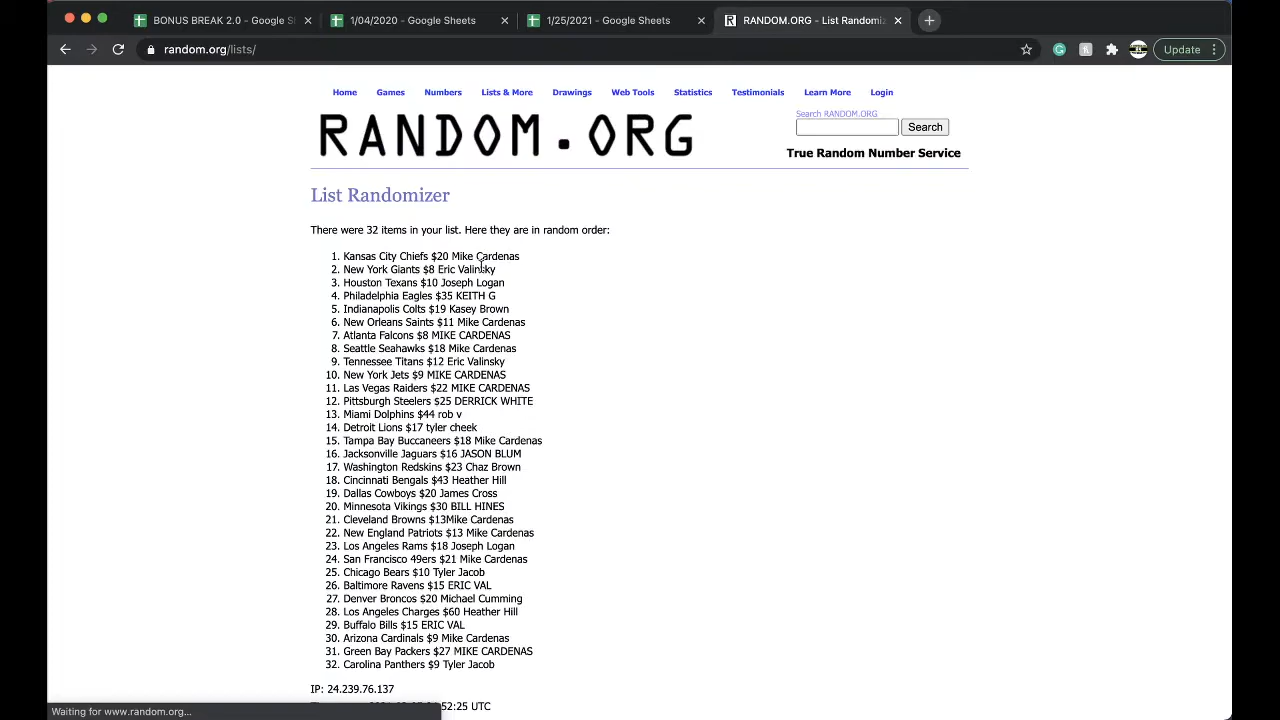 BONUS BREAK 2.0 - Google Sl
1/04/2020 - Google Sheets
1/25/2021 - Google Sheets
RANDOM.ORG - List Randomiz
random.org/lists/
Update
Home Games Numbers Lists & More Drawings Web Tools Statistics Testimonials Learn More Login
RANDOM.ORG
Search RANDOM.ORG
Search
True Random Number Service
List Randomizer
There were 32 items in your list. Here they are in random order:
1. Kansas City Chiefs $20 Mike Cardenas
2. New York Giants $8 Eric Valinsky
3. Houston Texans $10 Joseph Logan
4. Philadelphia Eagles $35 KEITH G
5. Indianapolis Colts $19 Kasey Brown
6. New Orleans Saints $11 Mike Cardenas
7. Atlanta Falcons $8 MIKE CARDENAS
8. Seattle Seahawks $18 Mike Cardenas
9. Tennessee Titans $12 Eric Valinsky
10. New York Jets $9 MIKE CARDENAS
11. Las Vegas Raiders $22 MIKE CARDENAS
12. Pittsburgh Steelers $25 DERRICK WHITE
13. Miami Dolphins $44 rob v
14. Detroit Lions $17 tyler cheek
15. Tampa Bay Buccaneers $18 Mike Cardenas
16. Jacksonville Jaguars $16 JASON BLUM
17. Washington Redskins $23 Chaz Brown
18. Cincinnati Bengals $43 Heather Hill
19. Dallas Cowboys $20 James Cross
20. Minnesota Vikings $30 BILL HINES
21. Cleveland Browns $13Mike Cardenas
22. New England Patriots $13 Mike Cardenas
23. Los Angeles Rams $18 Joseph Logan
24. San Francisco 49ers $21 Mike Cardenas
25. Chicago Bears $10 Tyler Jacob
26. Baltimore Ravens $15 ERIC VAL
27. Denver Broncos $20 Michael Cumming
28. Los Angeles Charges $60 Heather Hill
29. Buffalo Bills $15 ERIC VAL
30. Arizona Cardinals $9 Mike Cardenas
31. Green Bay Packers $27 MIKE CARDENAS
32. Carolina Panthers $9 Tyler Jacob
IP: 24.239.76.137
52:25 UTC
Waiting for www.random.org...